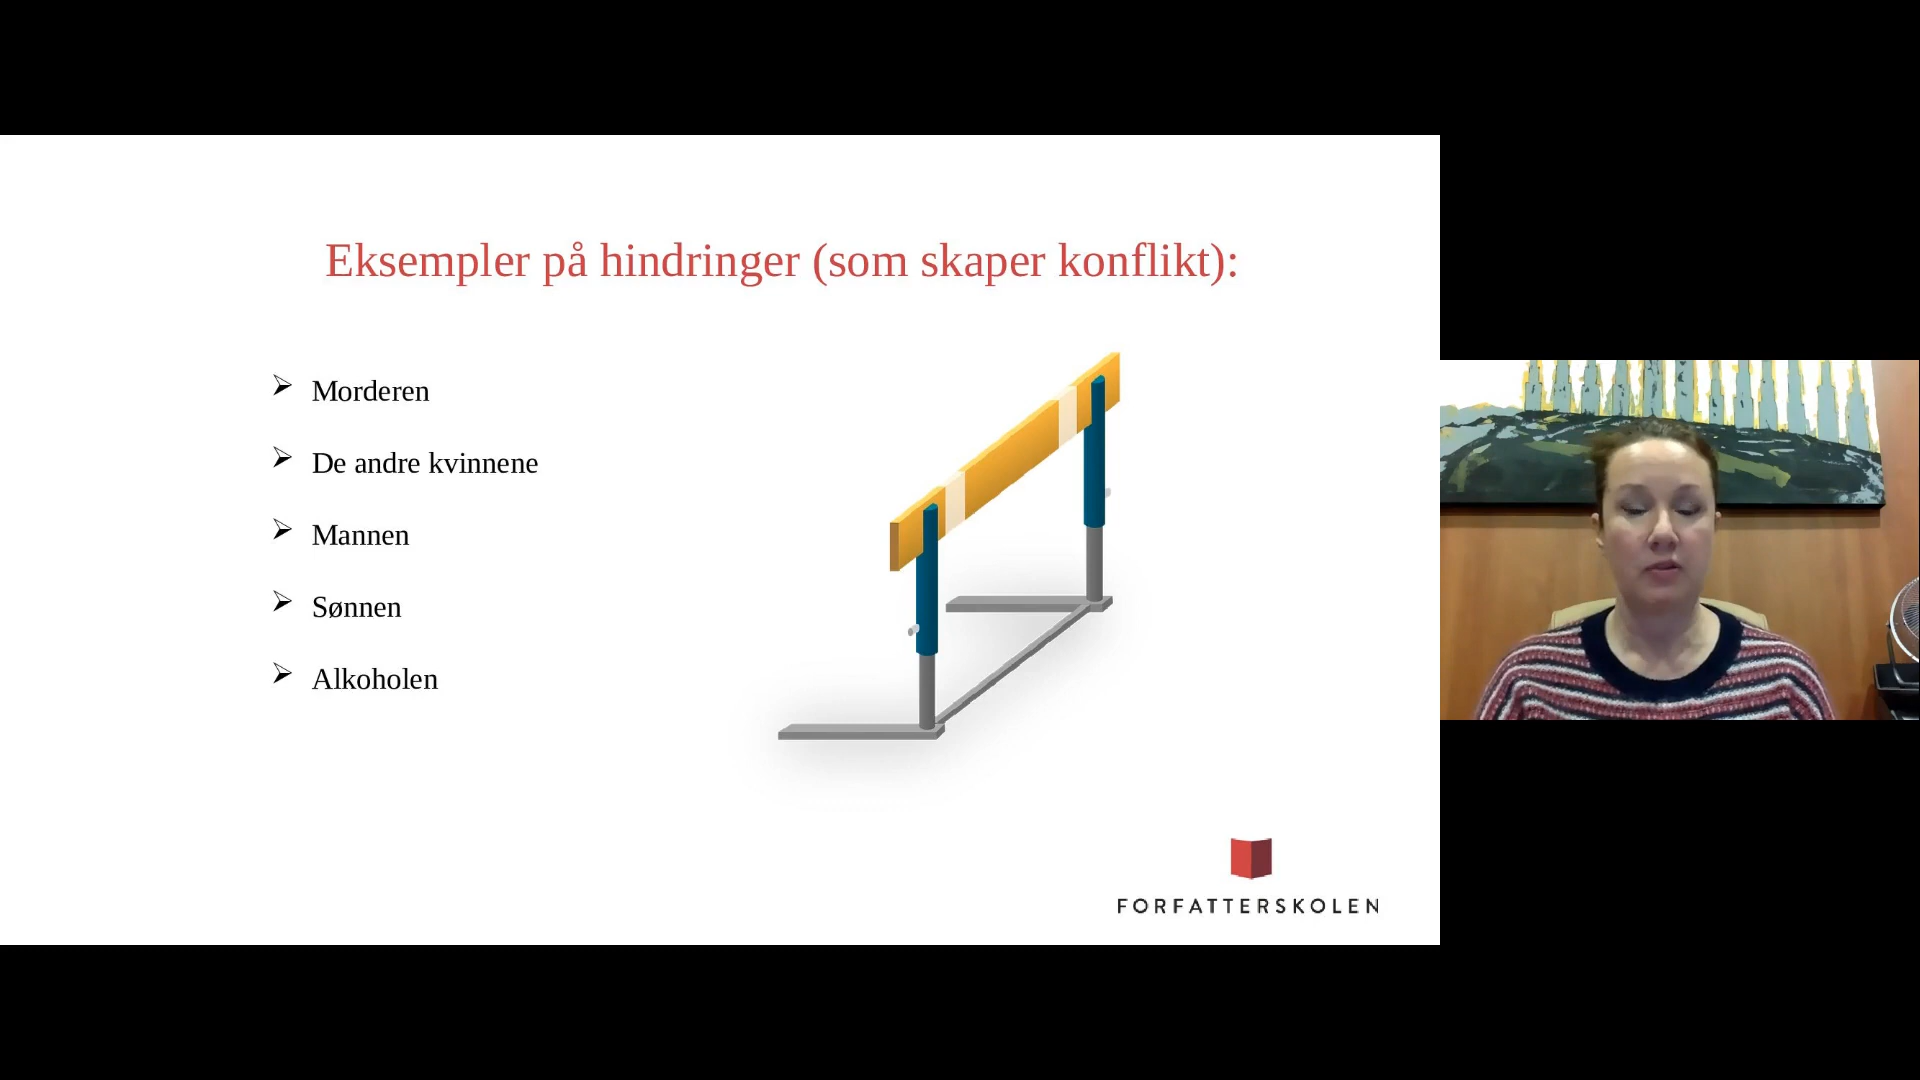 Eksempler på hindringer (som skaper konflikt):
Morderen
De andre kvinnene
Mannen
Sønnen
Alkoholen
FORFATTERSKOLEN